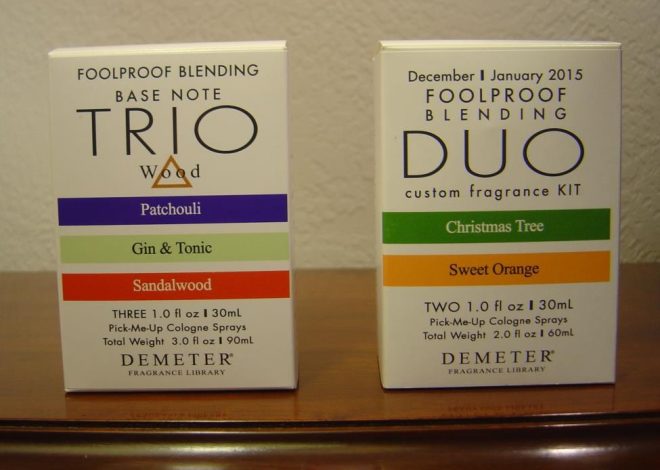 FOOLPROOF BLENDING
BASE NOTE
TRIO
Wood
Patchouli
Gin & Tonic
Sandalwood
THREE 1.0 fl oz I 30mL
Pick-Me-Up Cologne Sprays
Total Weight 3.0 fl oz I 90mL
DEMETER®
FRAGRANCE LIBRARY
December I January 2015
FOOLPROOF
BLENDING
DUO
custom fragrance KIT
Christmas Tree
Sweet Orange
TWO 1.0 fl oz I 30mL
Pick-Me-Up Cologne Sprays
Total Weight 2.0 fl oz I 60mL
DEMETER®
FRAGRANCE LIBRARY